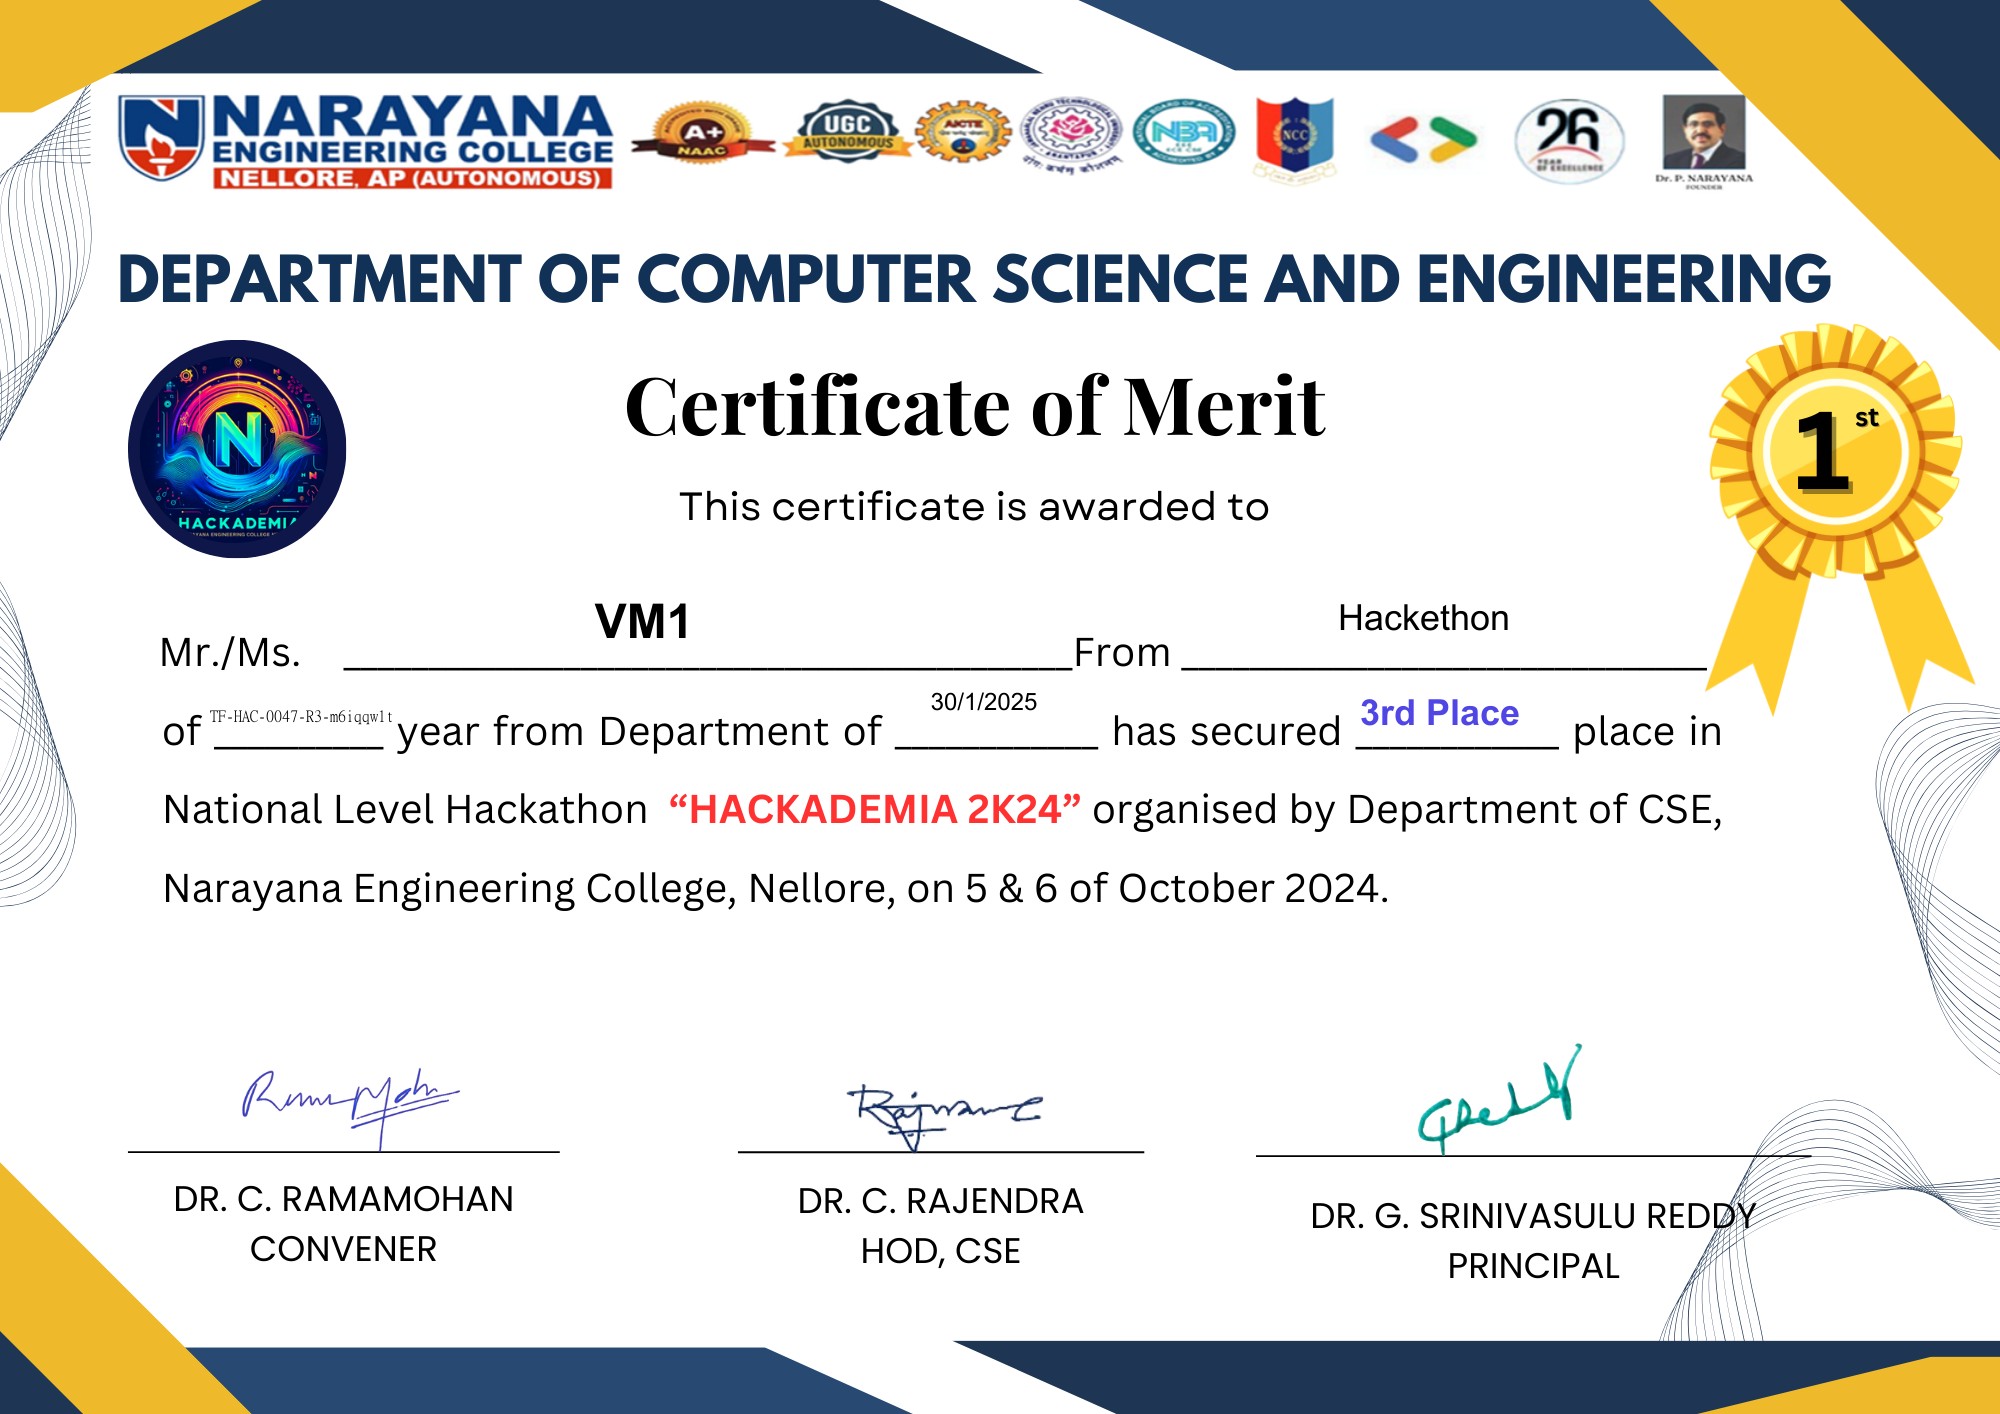 NARAYANA
ENGINEERING COLLEGE
NELLORE, AP (AUTONOMOUS)
A+
NAAC
UGC
AUTONOMOUS
AICTE
NBA
NCC
26
YEAR
OF EXCELLENCE
Dr. P. NARAYANA
FOUNDER
DEPARTMENT OF COMPUTER SCIENCE AND ENGINEERING
N
HACKADEMIA
Certificate of Merit
1st
This certificate is awarded to
Mr./Ms. VM1 From Hackethon
of TF-HAC-0047-R3-m6iqqw1t year from Department of 30/1/2025 has secured 3rd Place place in
National Level Hackathon “HACKADEMIA 2K24” organised by Department of CSE,
Narayana Engineering College, Nellore, on 5 & 6 of October 2024.
DR. C. RAMAMOHAN
CONVENER
DR. C. RAJENDRA
HOD, CSE
DR. G. SRINIVASULU REDDY
PRINCIPAL